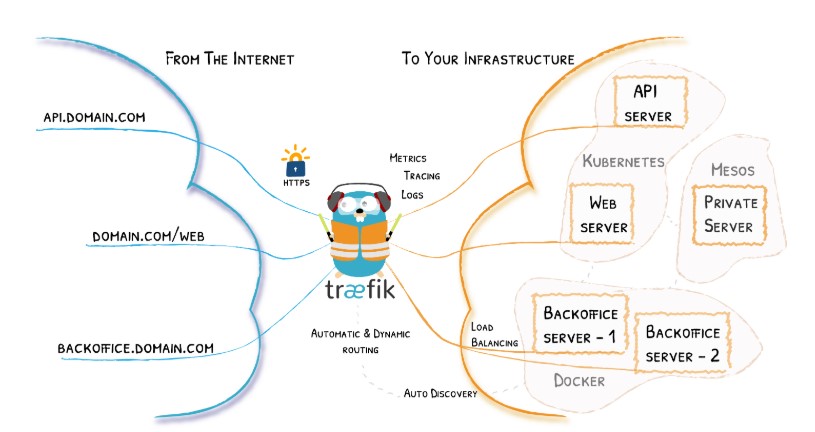 From The Internet
To Your Infrastructure
API
server
api.domain.com
Metrics
Tracing
Logs
Kubernetes
Mesos
HTTPS
Web
server
Private
Server
domain.com/web
træfik
Automatic & Dynamic
routing
Load
Balancing
Backoffice
server - 1
Backoffice
server - 2
backoffice.domain.com
Docker
Auto Discovery